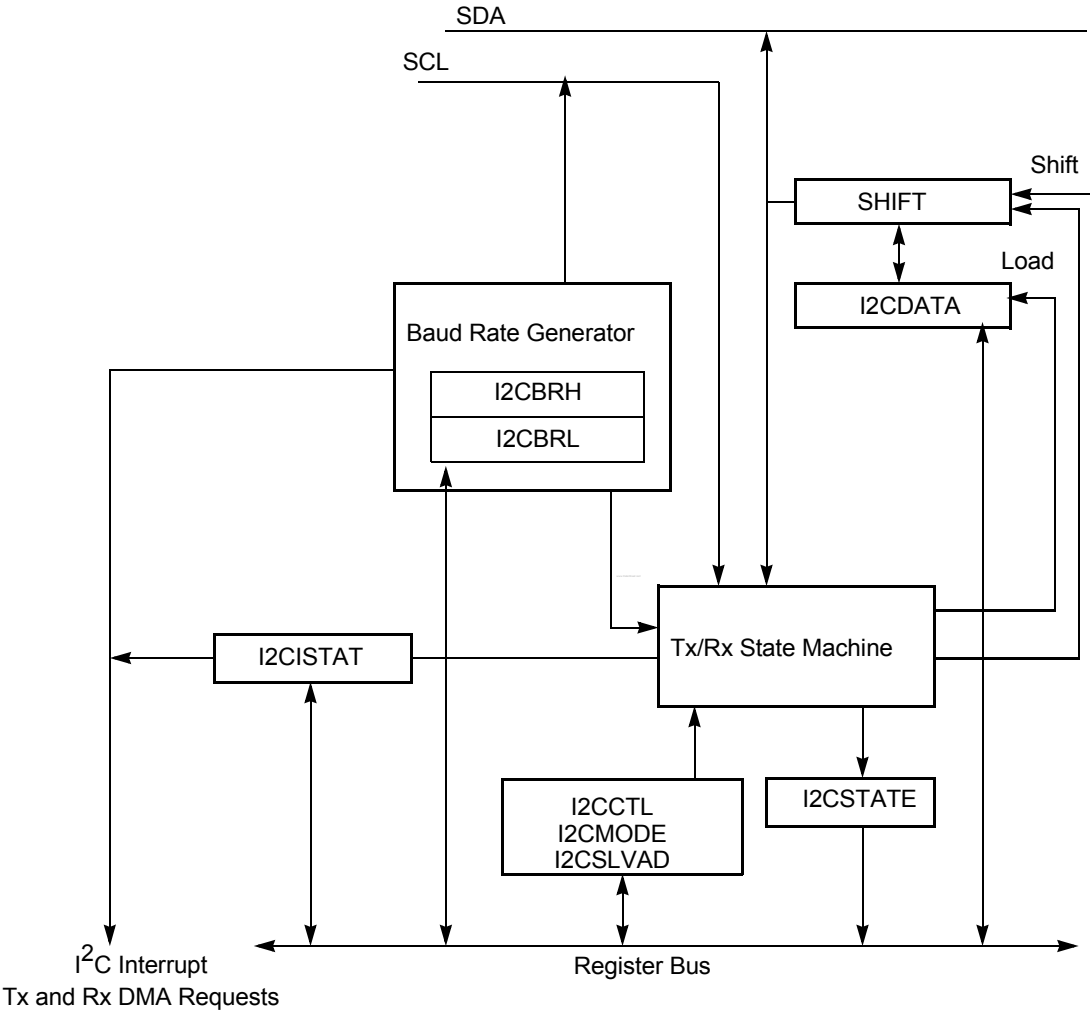 SDA
SCL
Shift
SHIFT
Load
I2CDATA
Baud Rate Generator
I2CBRH
I2CBRL
Tx/Rx State Machine
I2CISTAT
I2CCTL
I2CMODE
I2CSLVAD
I2CSTATE
I2C Interrupt
Tx and Rx DMA Requests
Register Bus